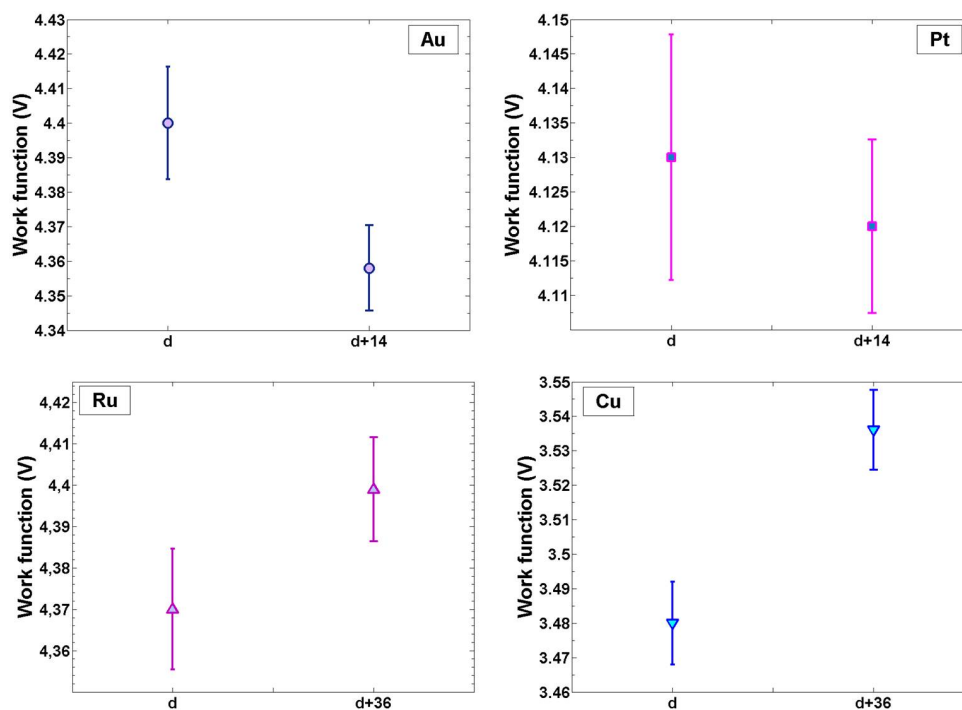 Au
Work function (V)
4.43
4.42
4.41
4.4
4.39
4.38
4.37
4.36
4.35
4.34
d
d+14
Pt
Work function (V)
4.15
4.145
4.14
4.135
4.13
4.125
4.12
4.115
4.11
d
d+14
Ru
Work function (V)
4,42
4,41
4,4
4,39
4,38
4,37
4,36
d
d+36
Cu
Work function (V)
3.55
3.54
3.53
3.52
3.51
3.5
3.49
3.48
3.47
3.46
d
d+36